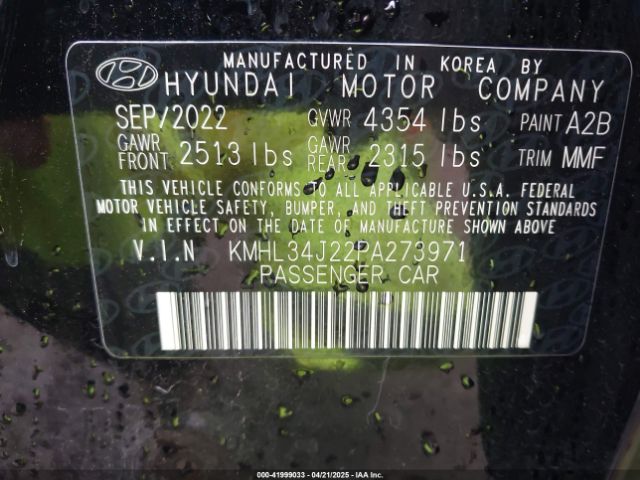 MANUFACTURED IN KOREA BY
HYUNDAI MOTOR COMPANY
SEP/2022 GVWR 4354 lbs PAINT A2B
GAWR FRONT 2513 lbs GAWR REAR 2315 lbs TRIM MMF
THIS VEHICLE CONFORMS TO ALL APPLICABLE U.S.A. FEDERAL
MOTOR VEHICLE SAFETY, BUMPER, AND THEFT PREVENTION STANDARDS
IN EFFECT ON THE DATE OF MANUFACTURE SHOWN ABOVE.
V.I.N KMHL34J22PA273971
PASSENGER CAR
000-41999033 - 04/21/2025 - IAA Inc.